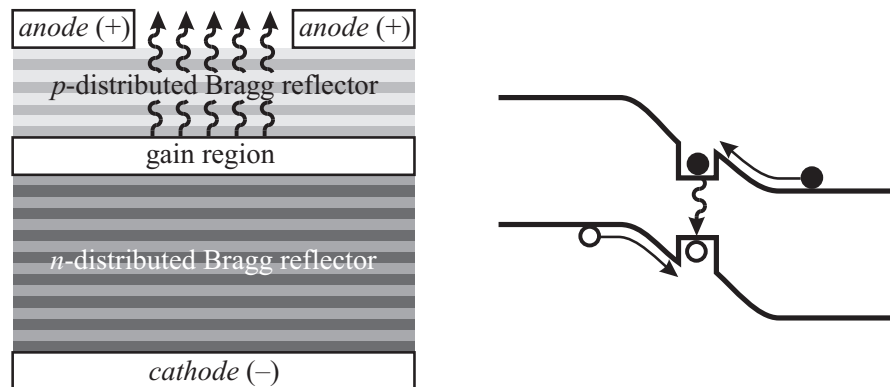 anode (+) anode (+)
p-distributed Bragg reflector
gain region
n-distributed Bragg reflector
cathode (–)